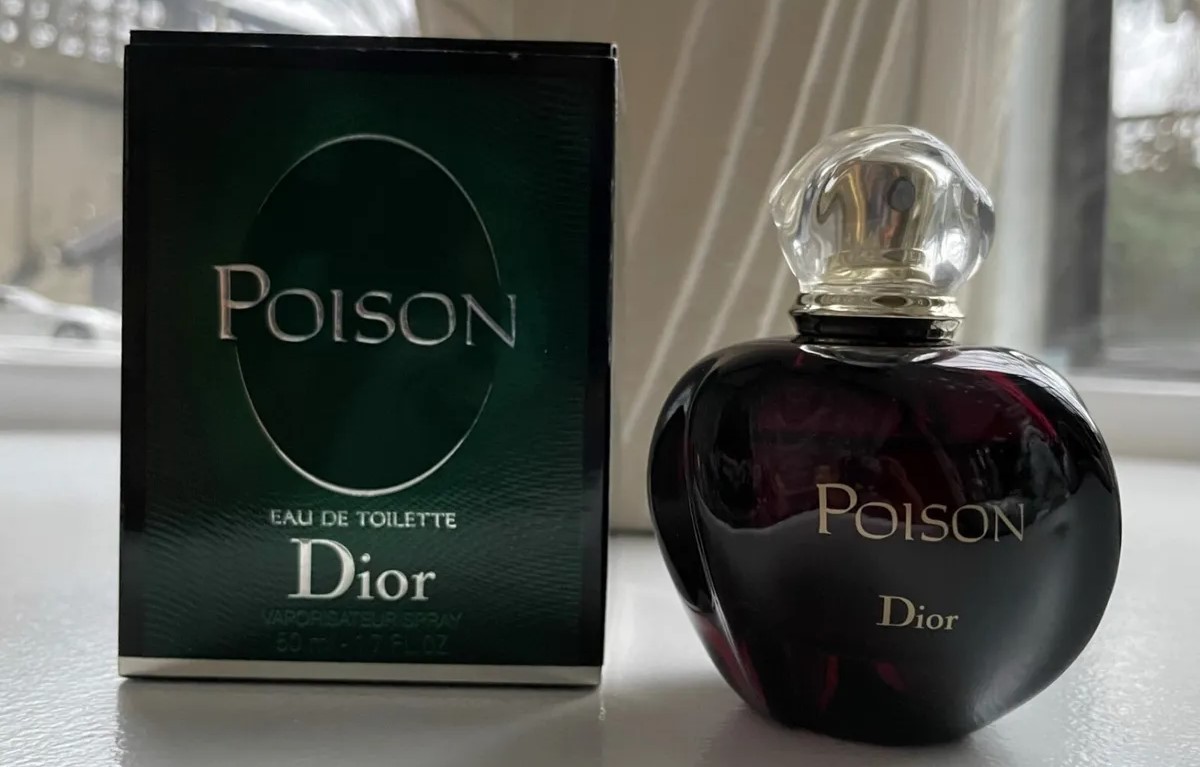 POISON
EAU DE TOILETTE
Dior
VAPORISATEUR SPRAY
50 ml - 1.7 FL.OZ
POISON
Dior